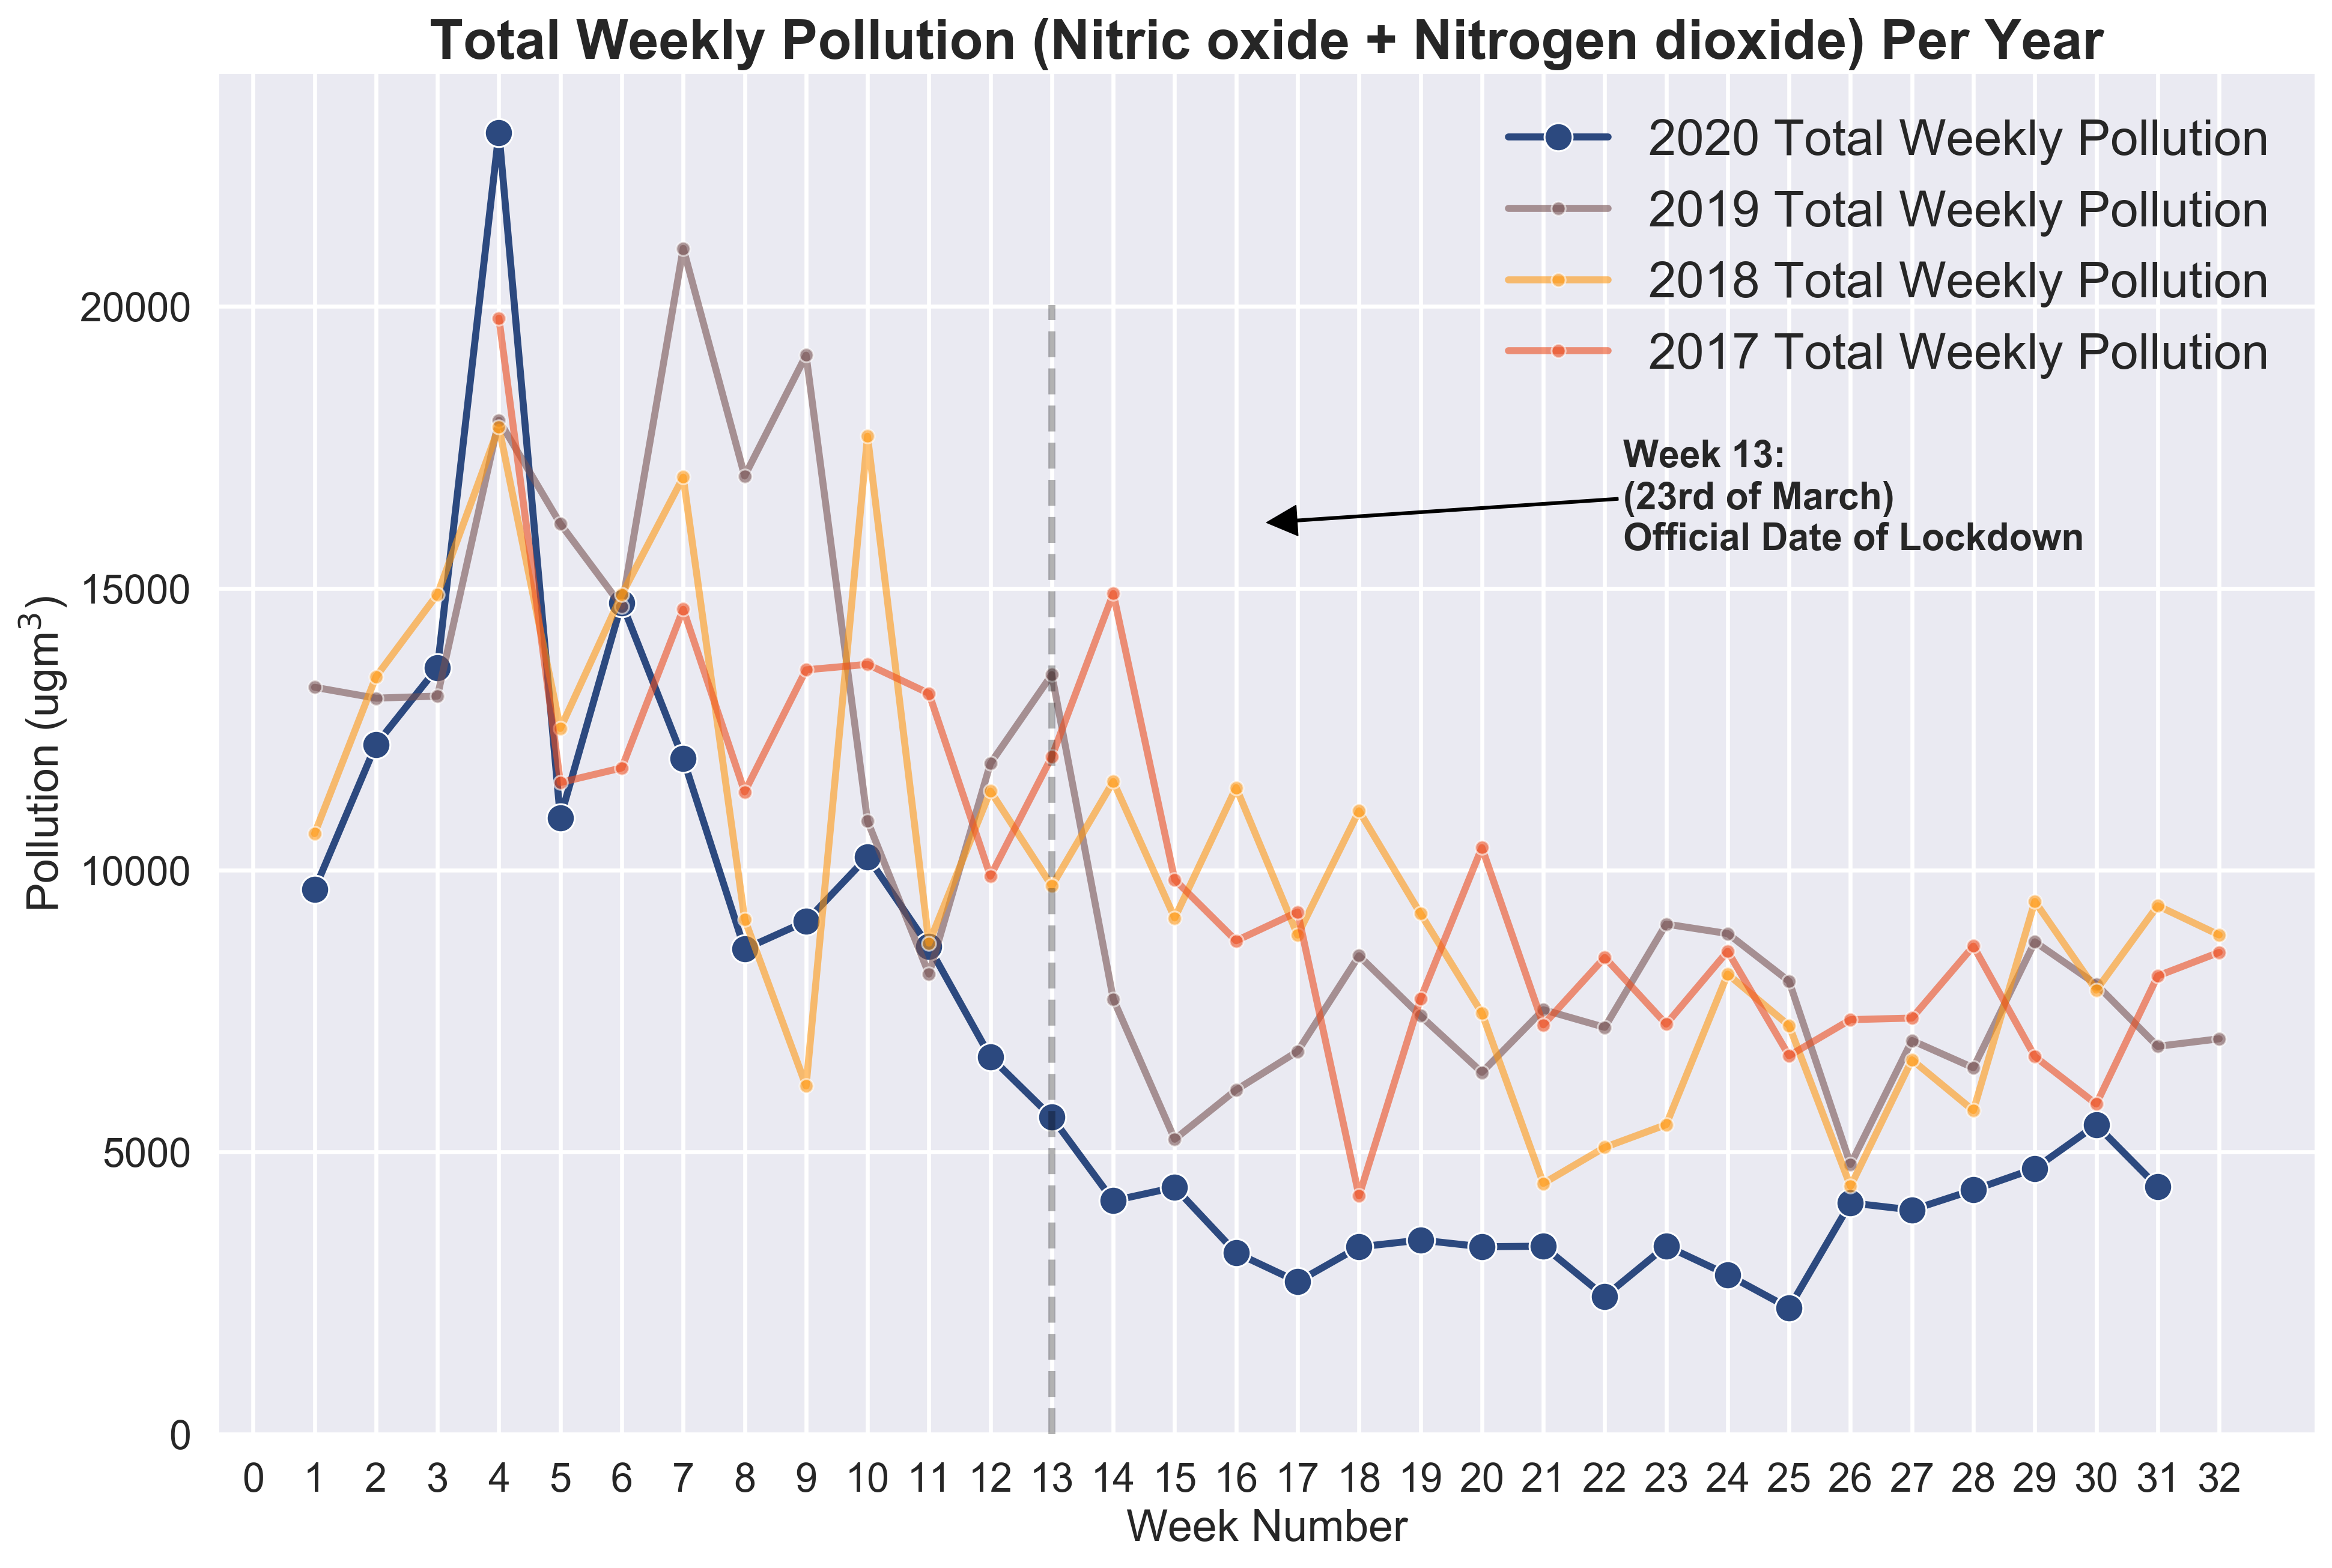 Total Weekly Pollution (Nitric oxide + Nitrogen dioxide) Per Year
2020 Total Weekly Pollution
2019 Total Weekly Pollution
2018 Total Weekly Pollution
2017 Total Weekly Pollution
Week 13:
(23rd of March)
Official Date of Lockdown
Pollution (ugm³)
20000
15000
10000
5000
0
0 1 2 3 4 5 6 7 8 9 10 11 12 13 14 15 16 17 18 19 20 21 22 23 24 25 26 27 28 29 30 31 32
Week Number